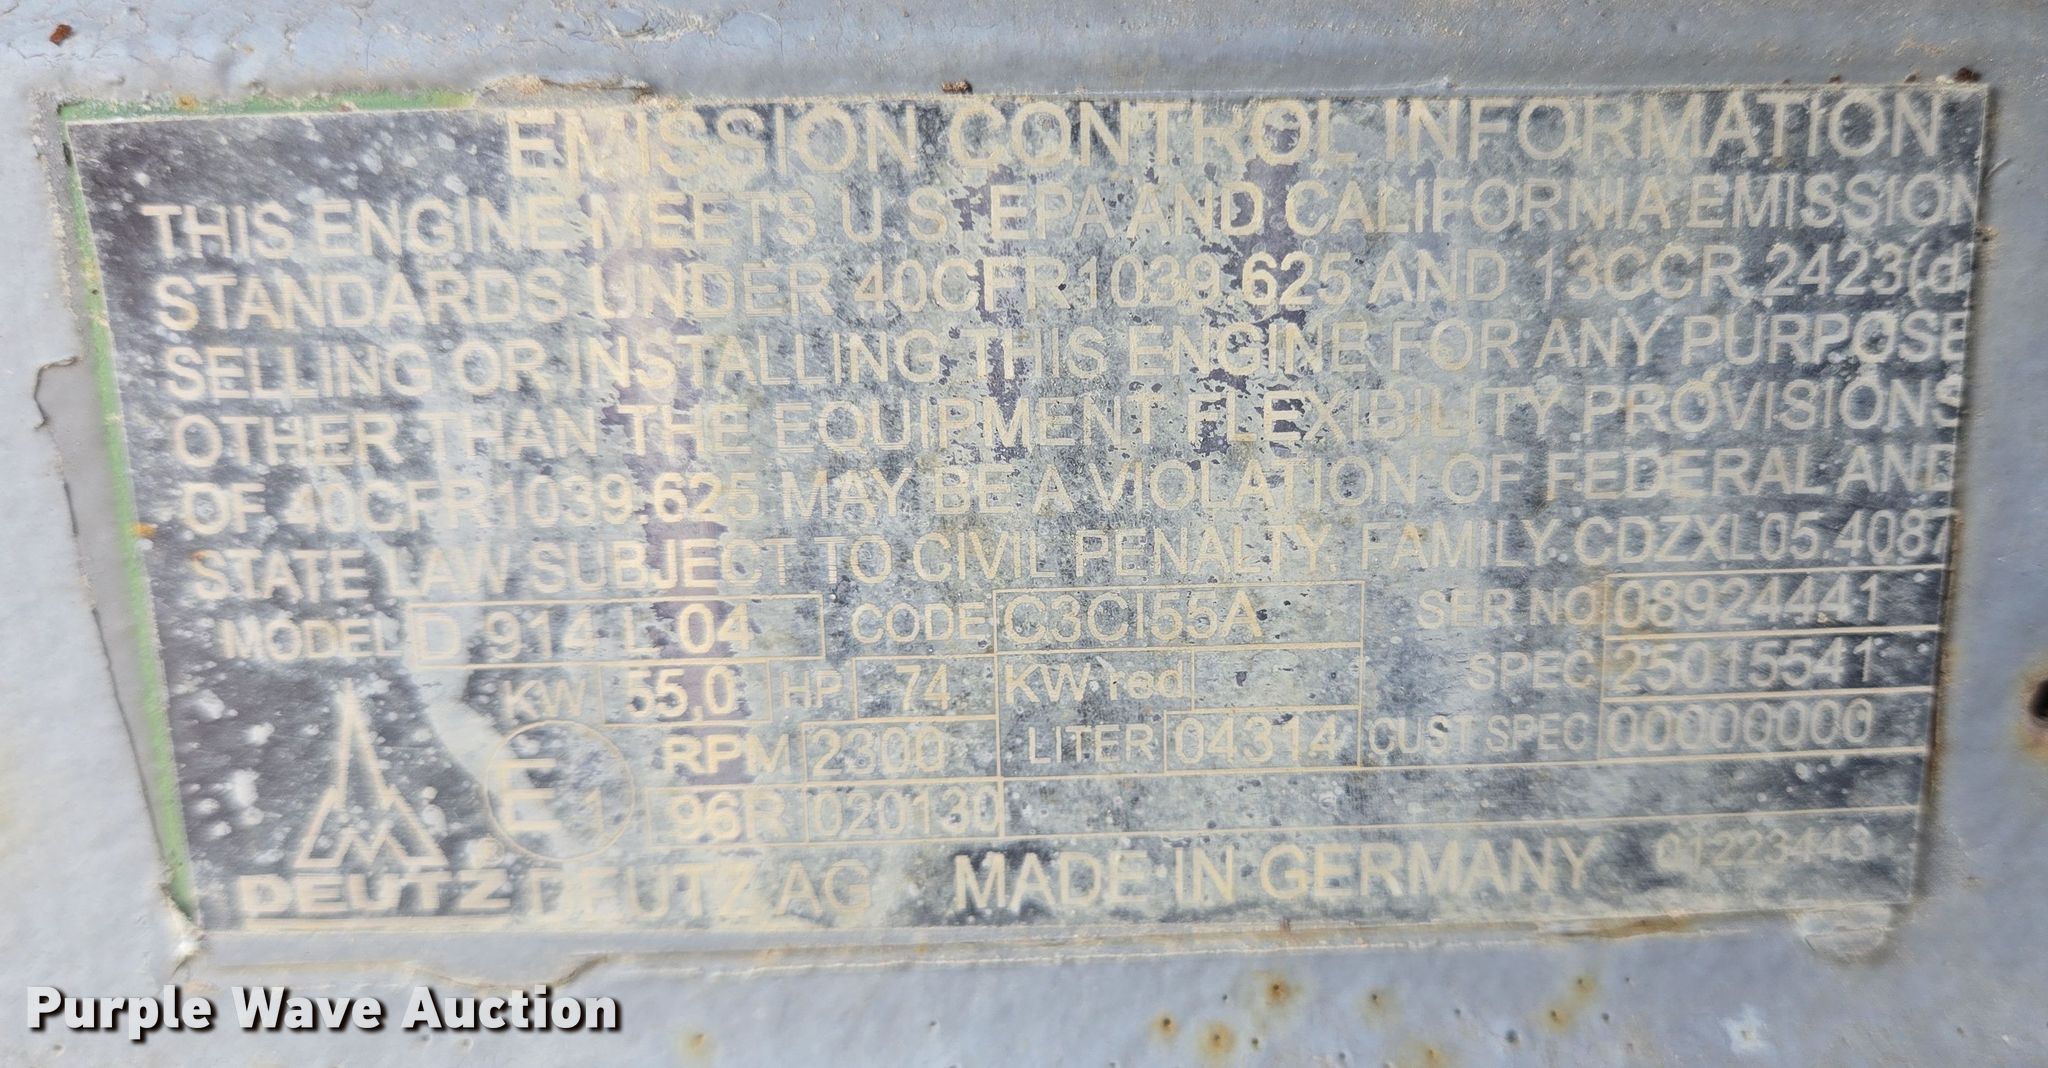 EMISSION CONTROL INFORMATION
THIS ENGINE MEETS U.S. EPA AND CALIFORNIA EMISSION
STANDARDS UNDER 40CFR1039.625 AND 13CCR 2423(d)
SELLING OR INSTALLING THIS ENGINE FOR ANY PURPOSE
OTHER THAN THE EQUIPMENT FLEXIBILITY PROVISIONS
OF 40CFR1039.625 MAY BE A VIOLATION OF FEDERAL AND
STATE LAW SUBJECT TO CIVIL PENALTY. FAMILY CDZXL05.4087
MODEL D 914 L 04 CODE C3CI55A SER NO 08924441
KW 55,0 HP 74 KW red SPEC 25015541
RPM 2300 LITER 04314 CUST SPEC 00000000
1 96R 020130
DEUTZ DEUTZ AG MADE IN GERMANY 01223443
Purple Wave Auction